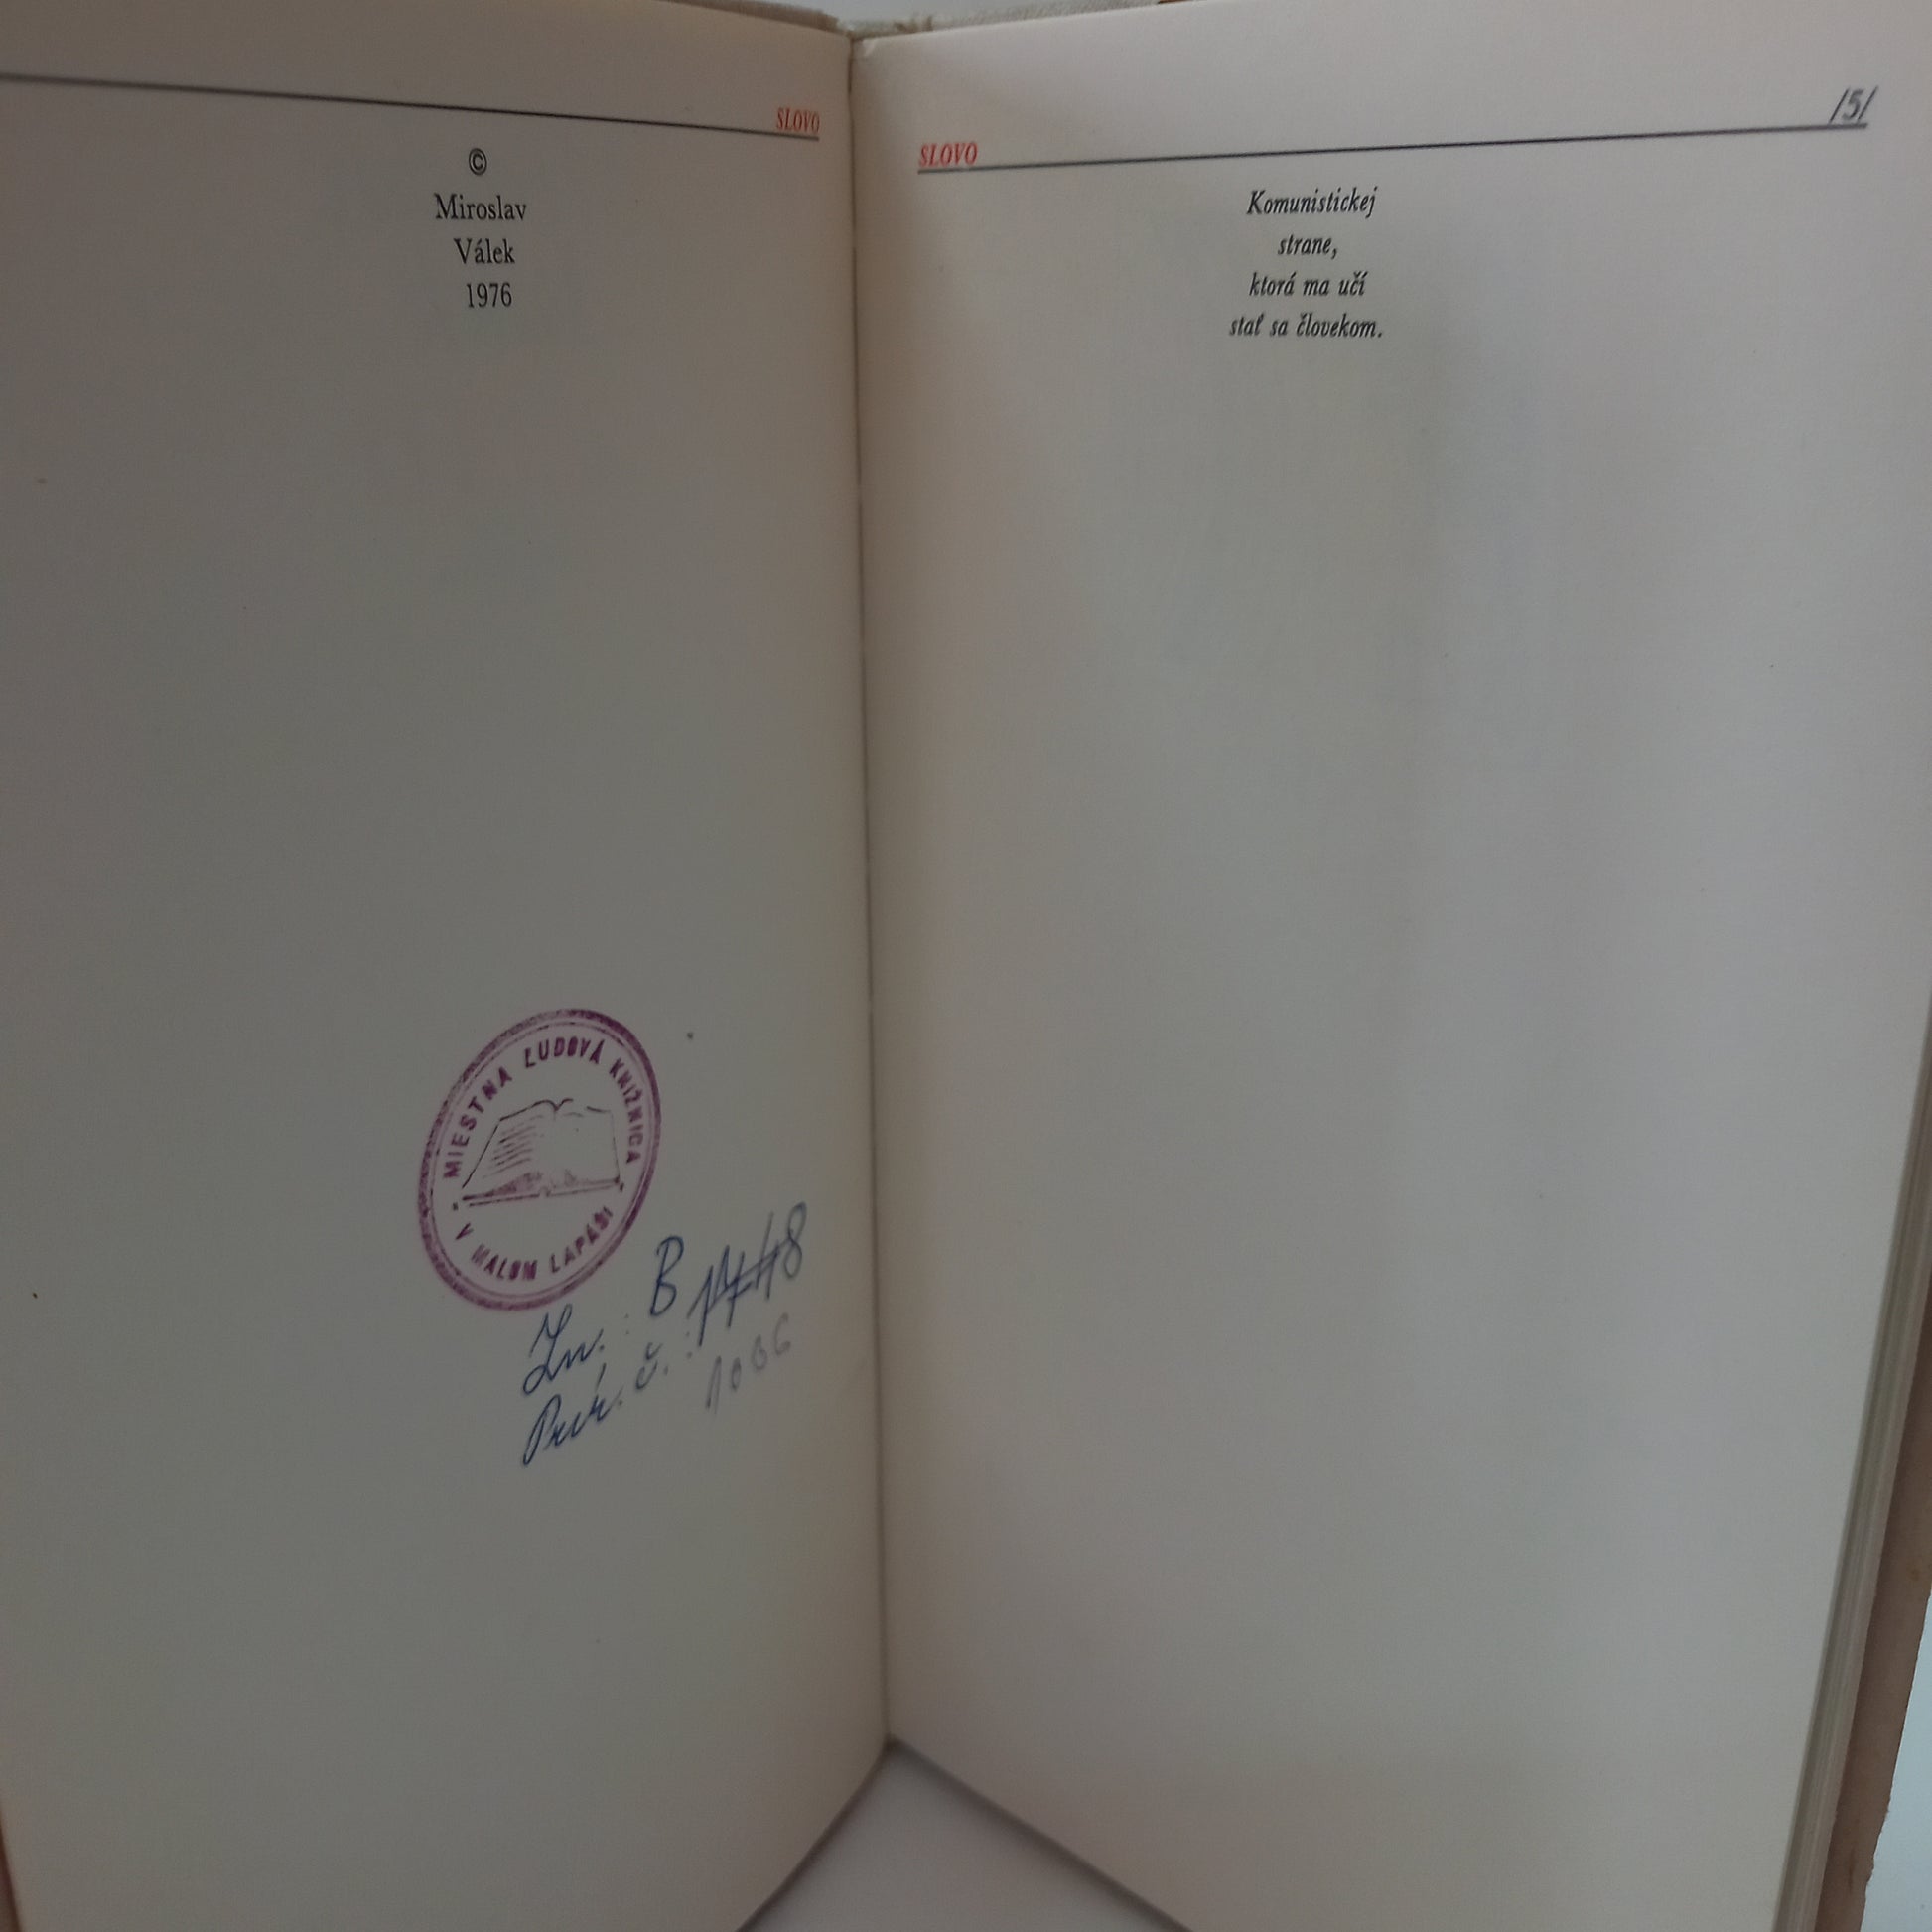 SLOVO
©
Miroslav
Válek
1976
MIESTNA ĽUDOVÁ KNIŽNICA
V MALOM LAPÁŠI
B 1448
Prír. č.:
SLOVO
/5/
Komunistickej
strane,
ktorá ma učí
stať sa človekom.